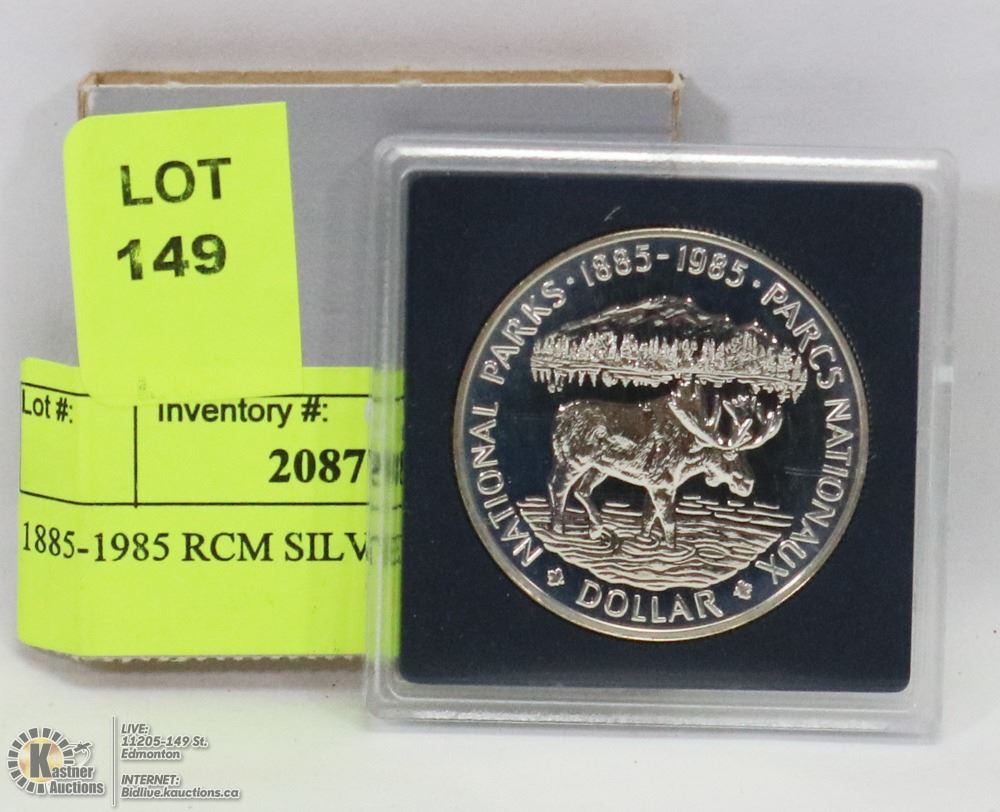 LOT
149
Lot #:
Inventory #:
2087
1885-1985 RCM SILV
NATIONAL PARKS · 1885-1985 · PARCS NATIONAUX
DOLLAR
Kastner
Auctions
LIVE:
11205-149 St.
Edmonton
INTERNET:
Bidlive.kauctions.ca